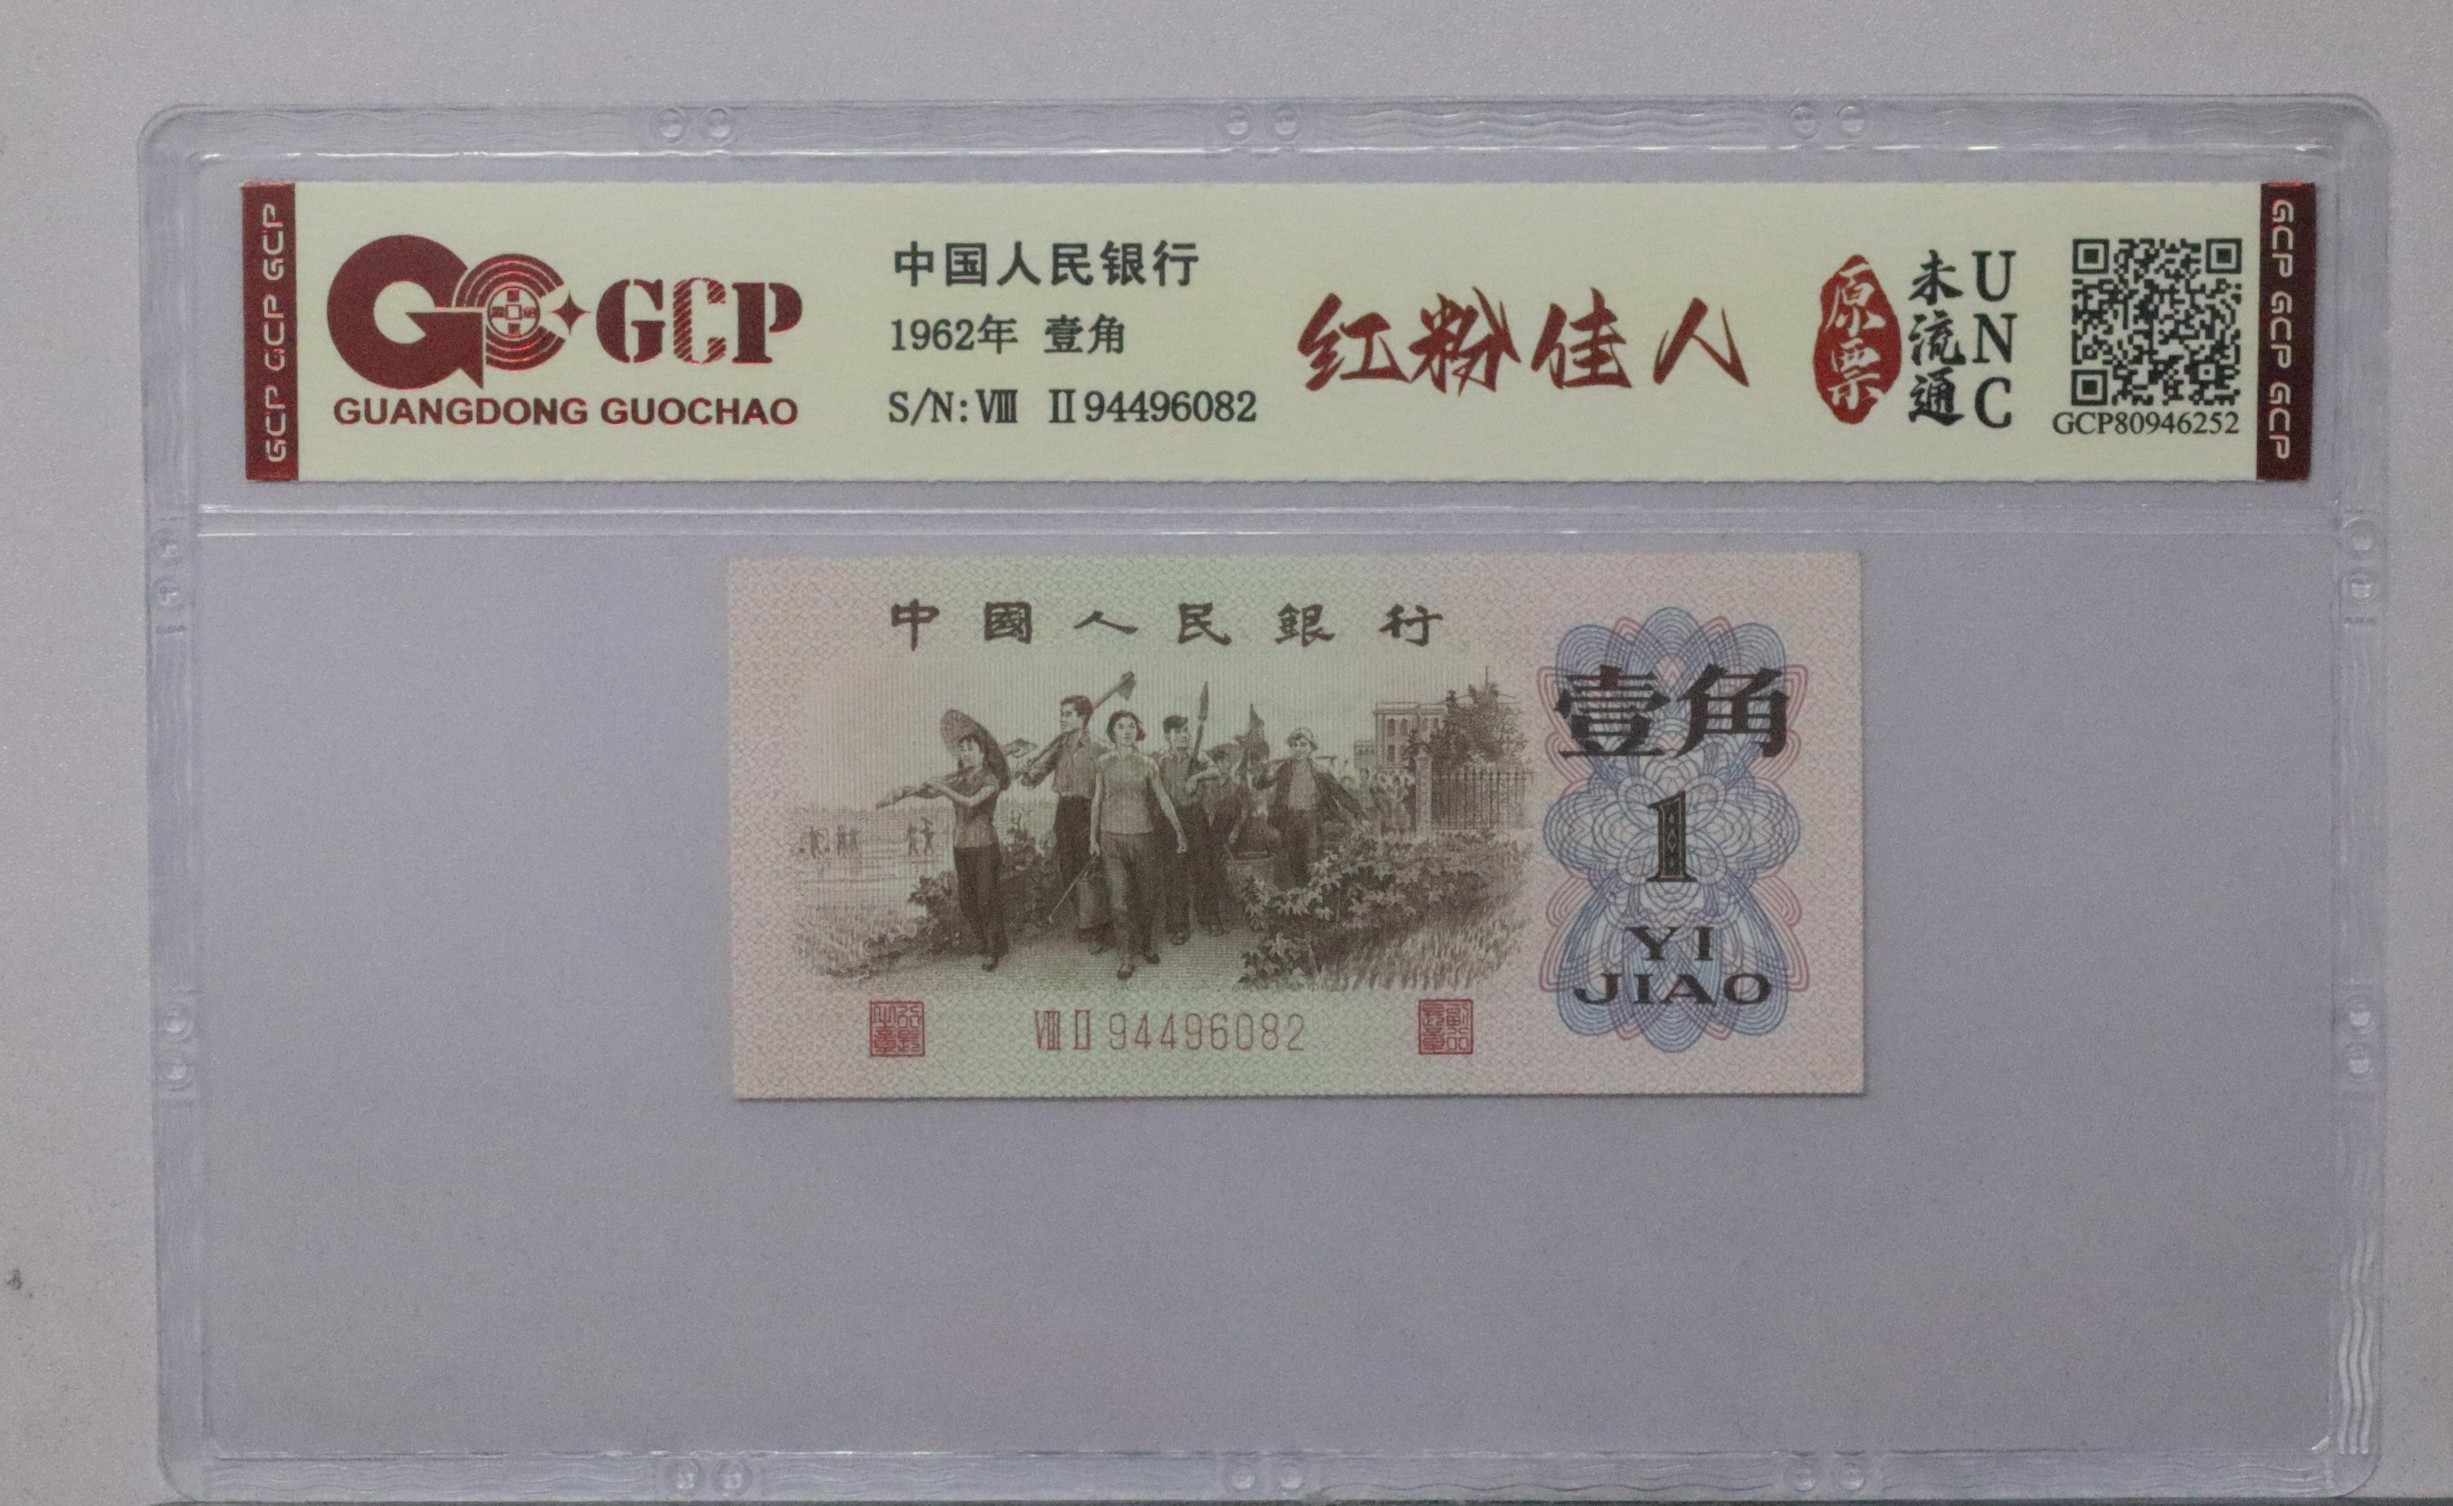 GCP GCP GCP
GCP
GUANGDONG GUOCHAO
中国人民银行
1962年 壹角
S/N: Ⅷ Ⅱ 94496082
红粉佳人
原票
未流通
UNC
GCP80946252
GCP GCP GCP
中國人民銀行
壹角
1
YI
JIAO
Ⅷ Ⅱ 94496082